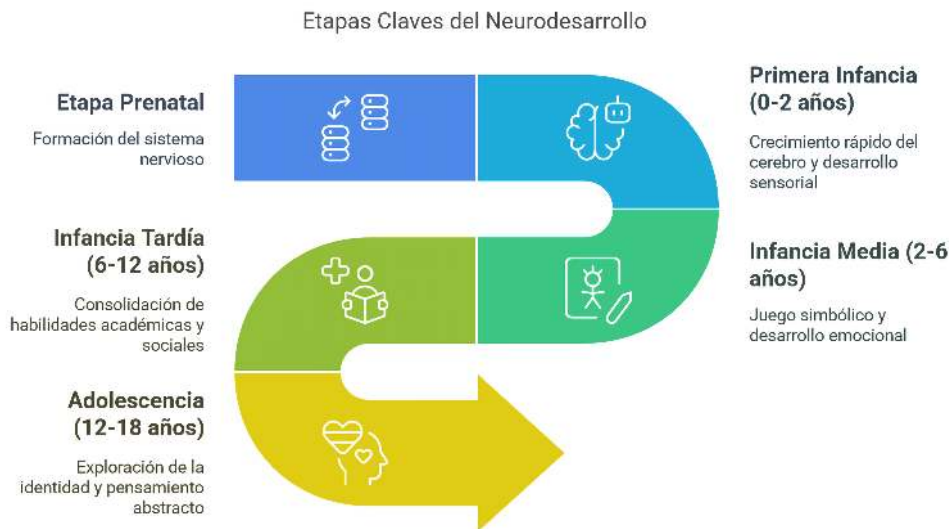 Etapas Claves del Neurodesarrollo
Etapa Prenatal
Formación del sistema
nervioso
Primera Infancia
(0-2 años)
Crecimiento rápido del
cerebro y desarrollo
sensorial
Infancia Media (2-6
años)
Juego simbólico y
desarrollo emocional
Infancia Tardía
(6-12 años)
Consolidación de
habilidades académicas y
sociales
Adolescencia
(12-18 años)
Exploración de la
identidad y pensamiento
abstracto